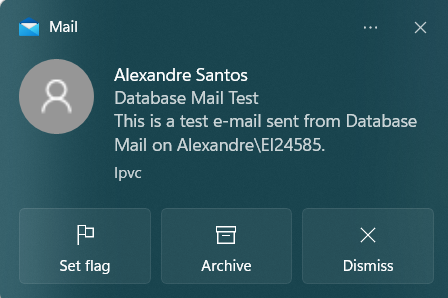 Mail
Alexandre Santos
Database Mail Test
This is a test e-mail sent from Database
Mail on Alexandre\EI24585.
Ipvc
Set flag
Archive
Dismiss